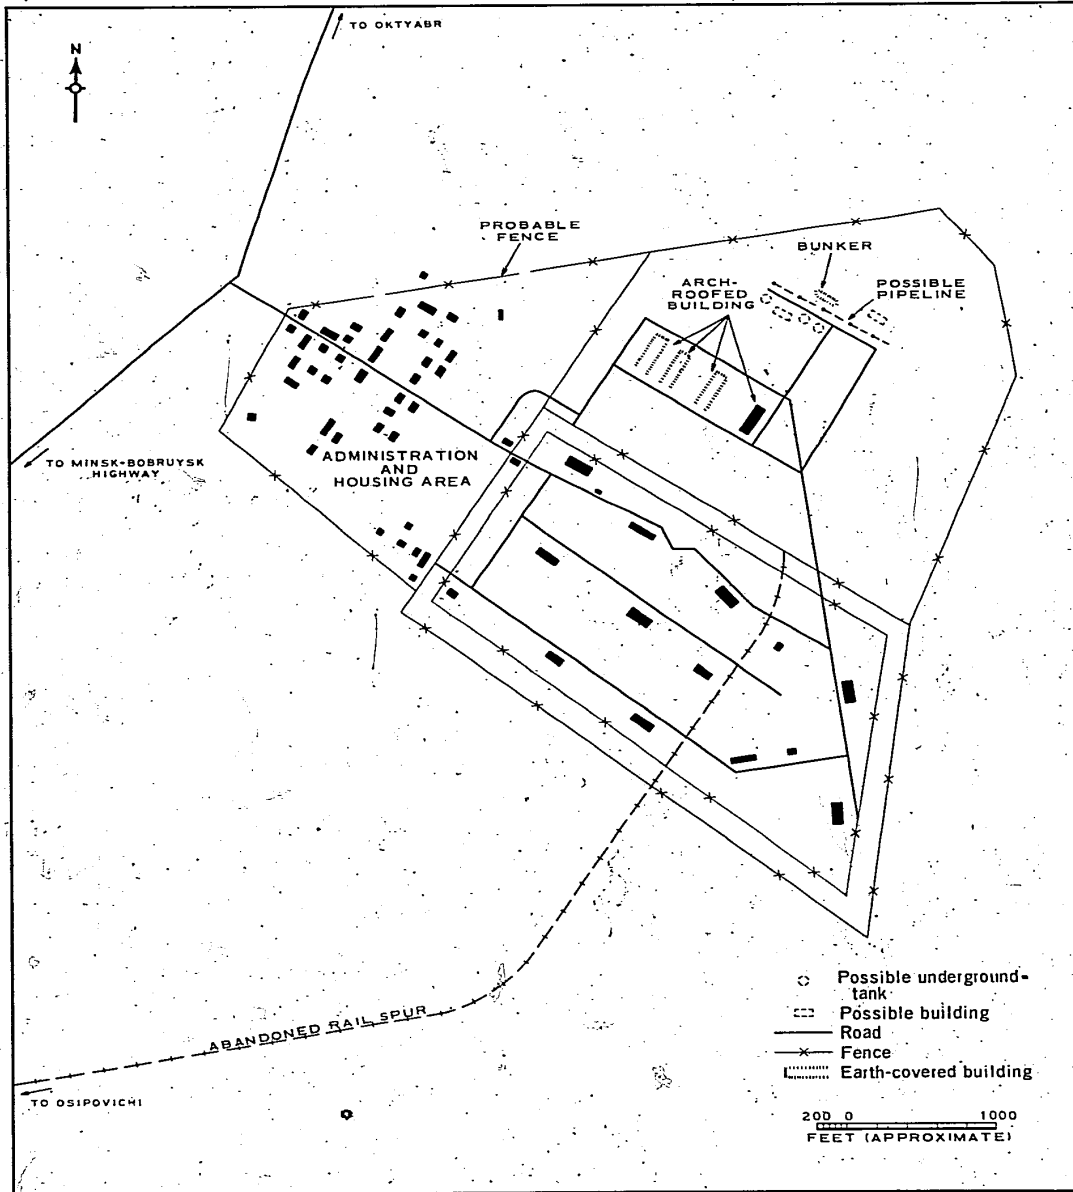 TO OKTYABR
N
PROBABLE
FENCE
BUNKER
ARCH-
ROOFED
BUILDING
POSSIBLE
PIPELINE
TO MINSK-BOBRUYSK
HIGHWAY
ADMINISTRATION
AND
HOUSING AREA
Possible underground-
tank
Possible building
Road
Fence
Earth-covered building
ABANDONED RAIL SPUR
TO OSIPOVICHI
200 0 1000
FEET (APPROXIMATE)